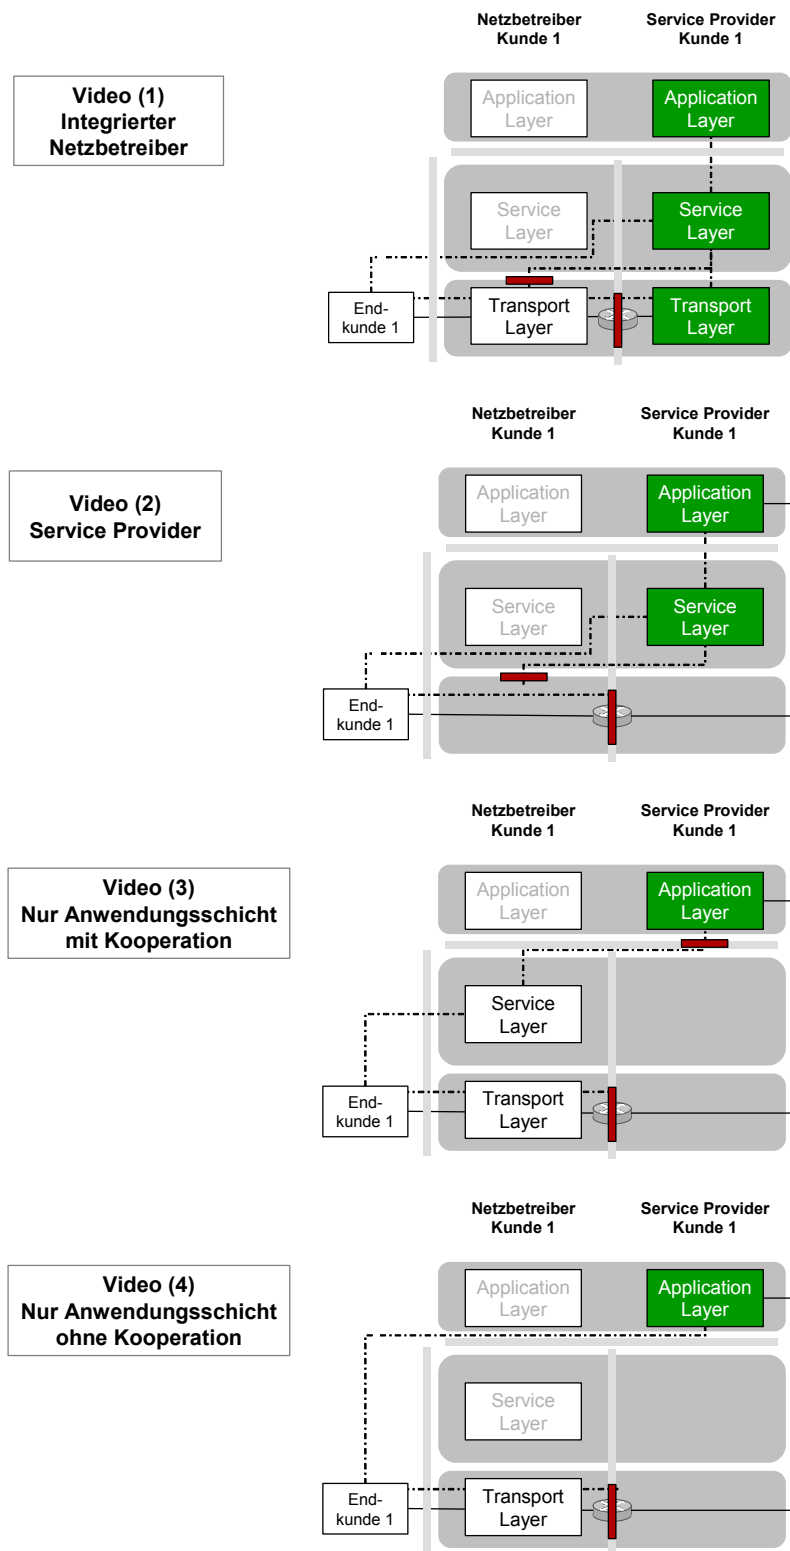 Netzbetreiber
Kunde 1
Service Provider
Kunde 1
Video (1)
Integrierter
Netzbetreiber
Application
Layer
Application
Layer
Service
Layer
Service
Layer
End-
kunde 1
Transport
Layer
Transport
Layer
Netzbetreiber
Kunde 1
Service Provider
Kunde 1
Video (2)
Service Provider
Application
Layer
Application
Layer
Service
Layer
Service
Layer
End-
kunde 1
Netzbetreiber
Kunde 1
Service Provider
Kunde 1
Video (3)
Nur Anwendungsschicht
mit Kooperation
Application
Layer
Application
Layer
Service
Layer
End-
kunde 1
Transport
Layer
Netzbetreiber
Kunde 1
Service Provider
Kunde 1
Video (4)
Nur Anwendungsschicht
ohne Kooperation
Application
Layer
Application
Layer
Service
Layer
End-
kunde 1
Transport
Layer